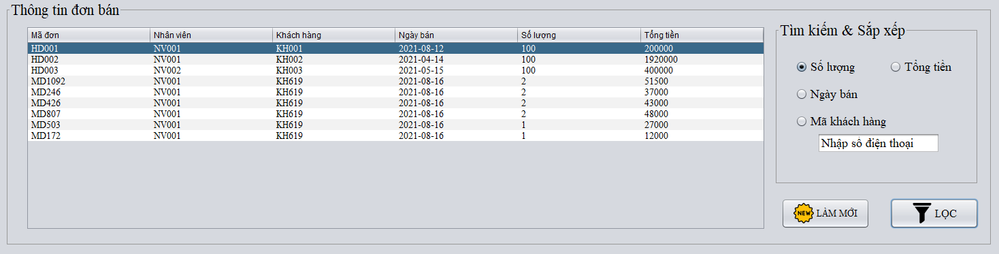 Thông tin đơn bán
Mã đơn Nhân viên Khách hàng Ngày bán Số lượng Tổng tiền
HD001 NV001 KH001 2021-08-12 100 200000
HD002 NV001 KH002 2021-04-14 100 1920000
HD003 NV002 KH003 2021-05-15 100 400000
MD1092 NV001 KH619 2021-08-16 2 51500
MD246 NV001 KH619 2021-08-16 2 37000
MD426 NV001 KH619 2021-08-16 2 43000
MD807 NV001 KH619 2021-08-16 2 48000
MD503 NV001 KH619 2021-08-16 1 27000
MD172 NV001 KH619 2021-08-16 1 12000
Tìm kiếm & Sắp xếp
Số lượng Tổng tiền
Ngày bán
Mã khách hàng
Nhập số điện thoại
NEW LÀM MỚI LỌC